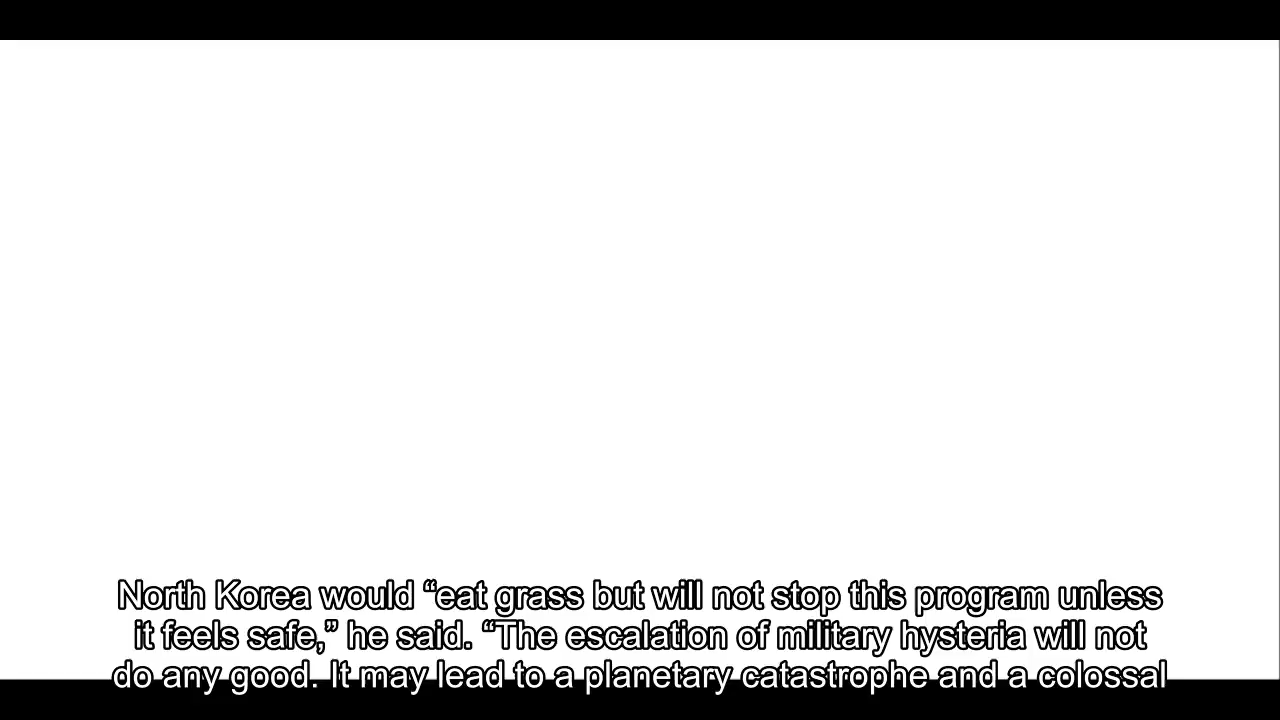 North Korea would “eat grass but will not stop this program unless
it feels safe,” he said. “The escalation of military hysteria will not
do any good. It may lead to a planetary catastrophe and a colossal